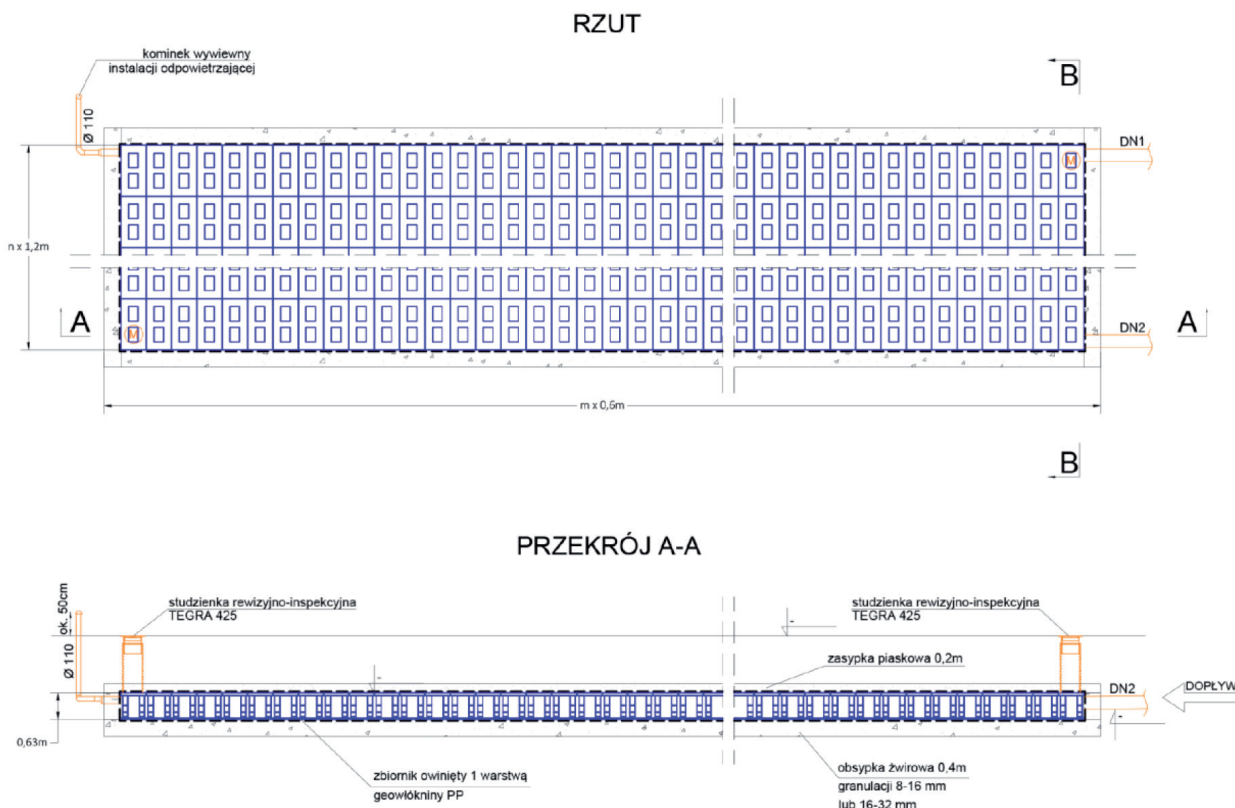 RZUT
kominek wywiewny
instalacji odpowietrzającej
B
Ø 110
DN1
M
n x 1,2m
A
M
DN2
A
m x 0,6m
B
PRZEKRÓJ A-A
ok. 50cm
studzienka rewizyjno-inspekcyjna
TEGRA 425
studzienka rewizyjno-inspekcyjna
TEGRA 425
Ø 110
zasypka piaskowa 0,2m
DN2
DOPŁYW
0,63m
zbiornik owinięty 1 warstwą
geowłókniny PP
obsypka żwirowa 0,4m
granulacji 8-16 mm
lub 16-32 mm